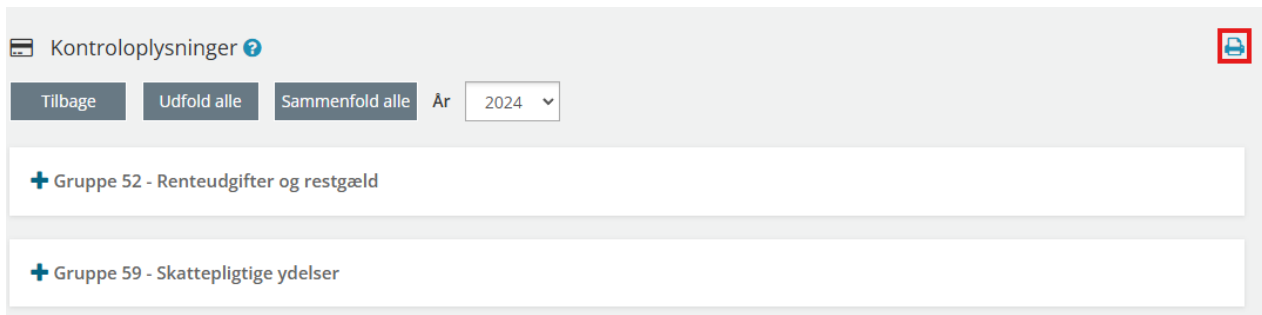 Kontroloplysninger ?
Tilbage Udfold alle Sammenfold alle År 2024
Gruppe 52 - Renteudgifter og restgæld
Gruppe 59 - Skattepligtige ydelser